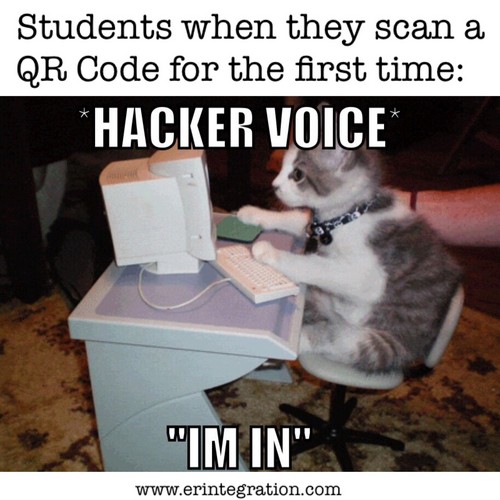 Students when they scan a
QR Code for the first time:
*HACKER VOICE*
"IM IN"
www.erintegration.com